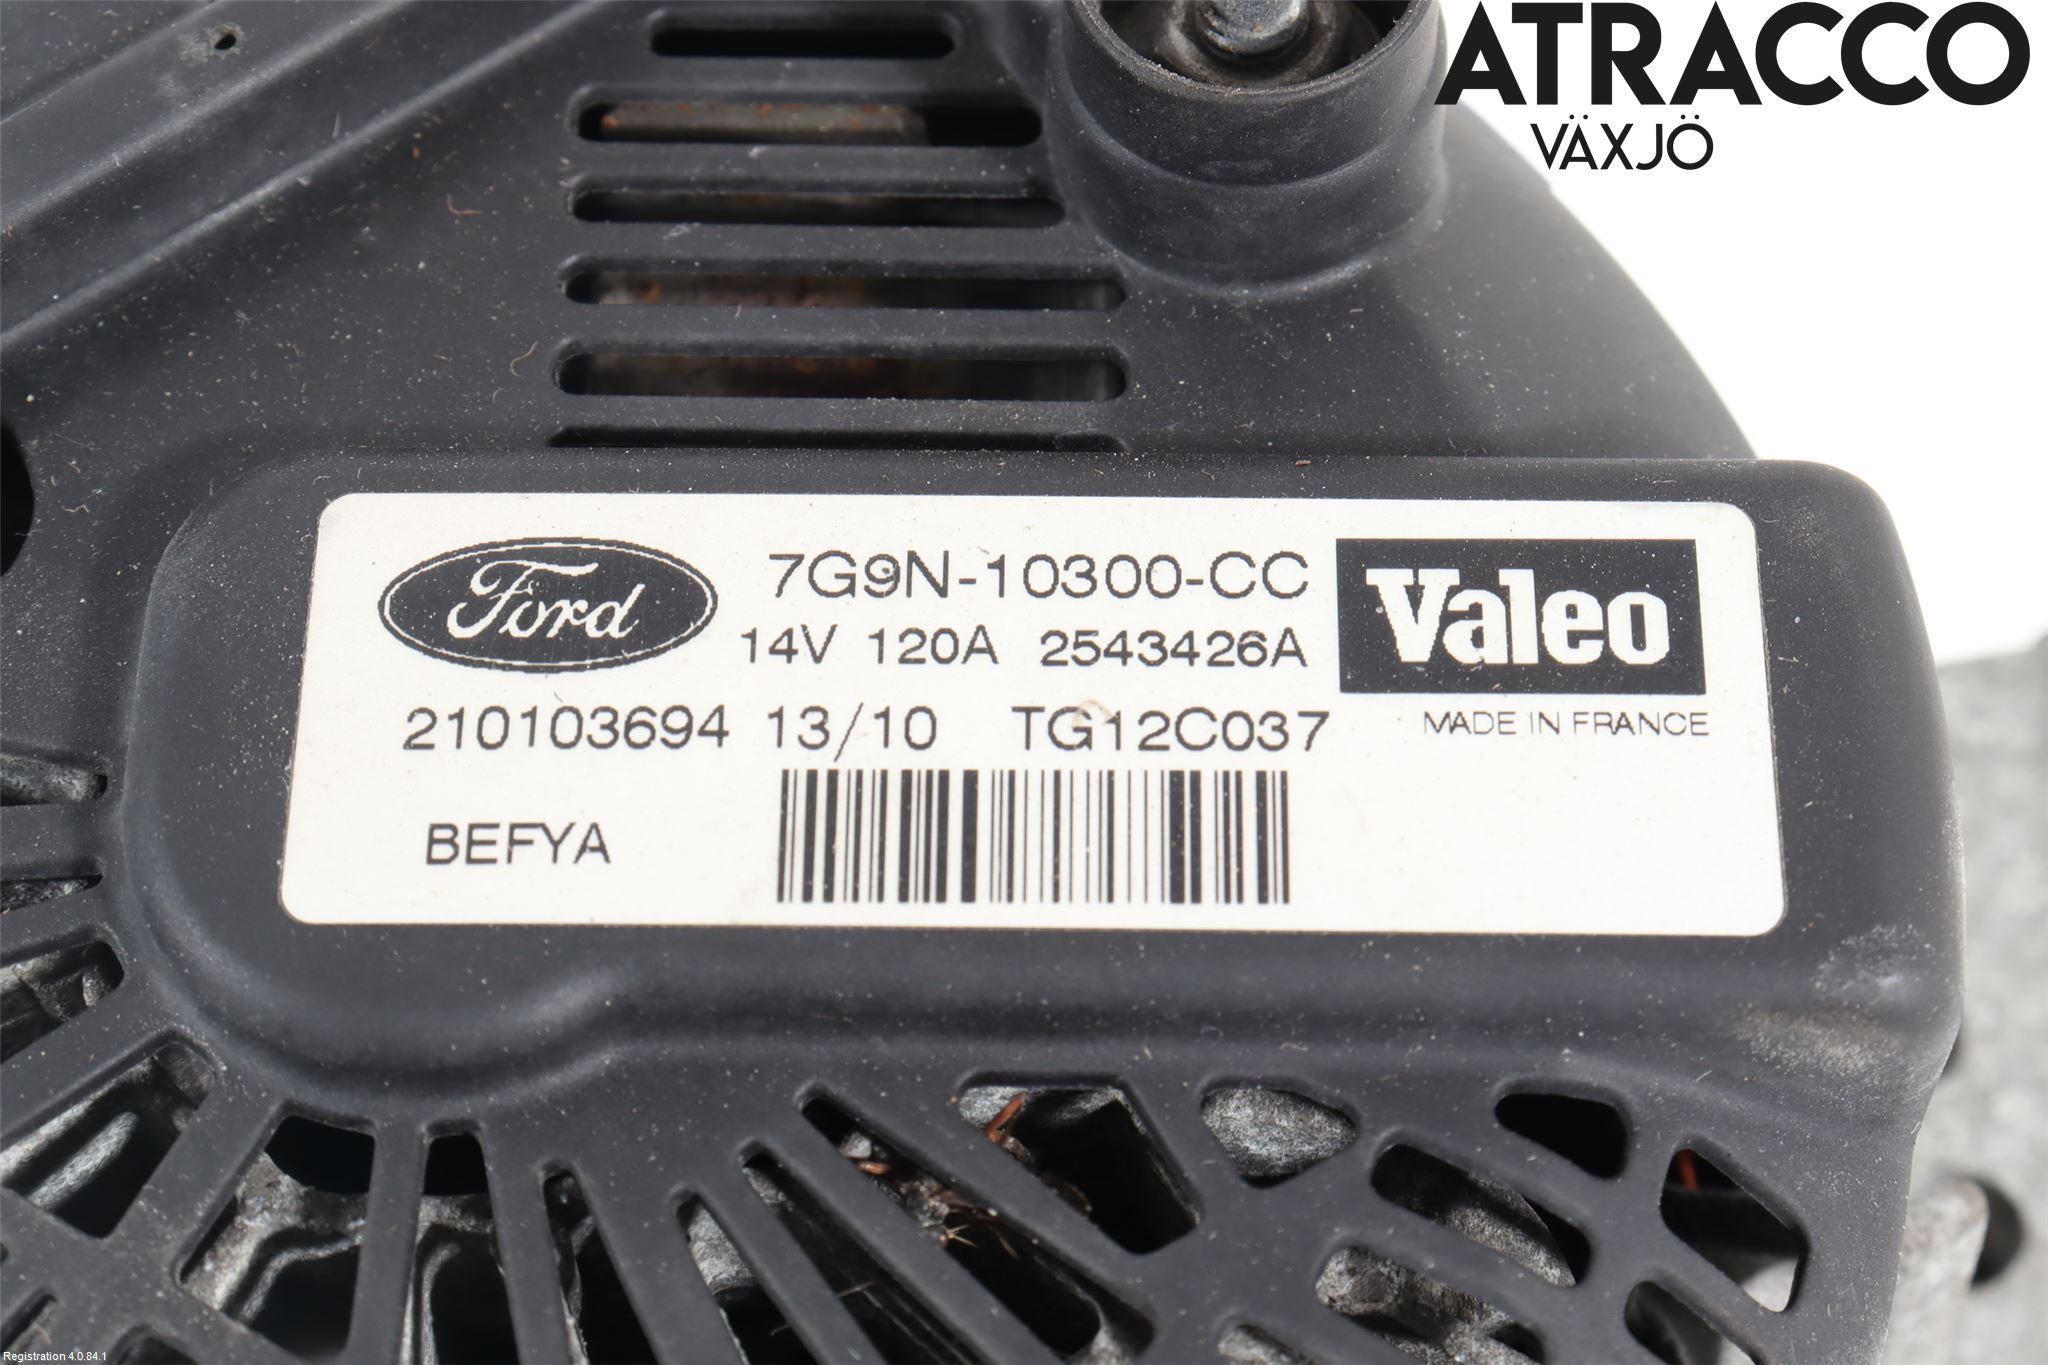 ATRACCO
VÄXJÖ
Ford
7G9N-10300-CC
14V 120A 2543426A
Valeo
210103694 13/10 TG12C037
MADE IN FRANCE
BEFYA
Registration 4.0.84.1